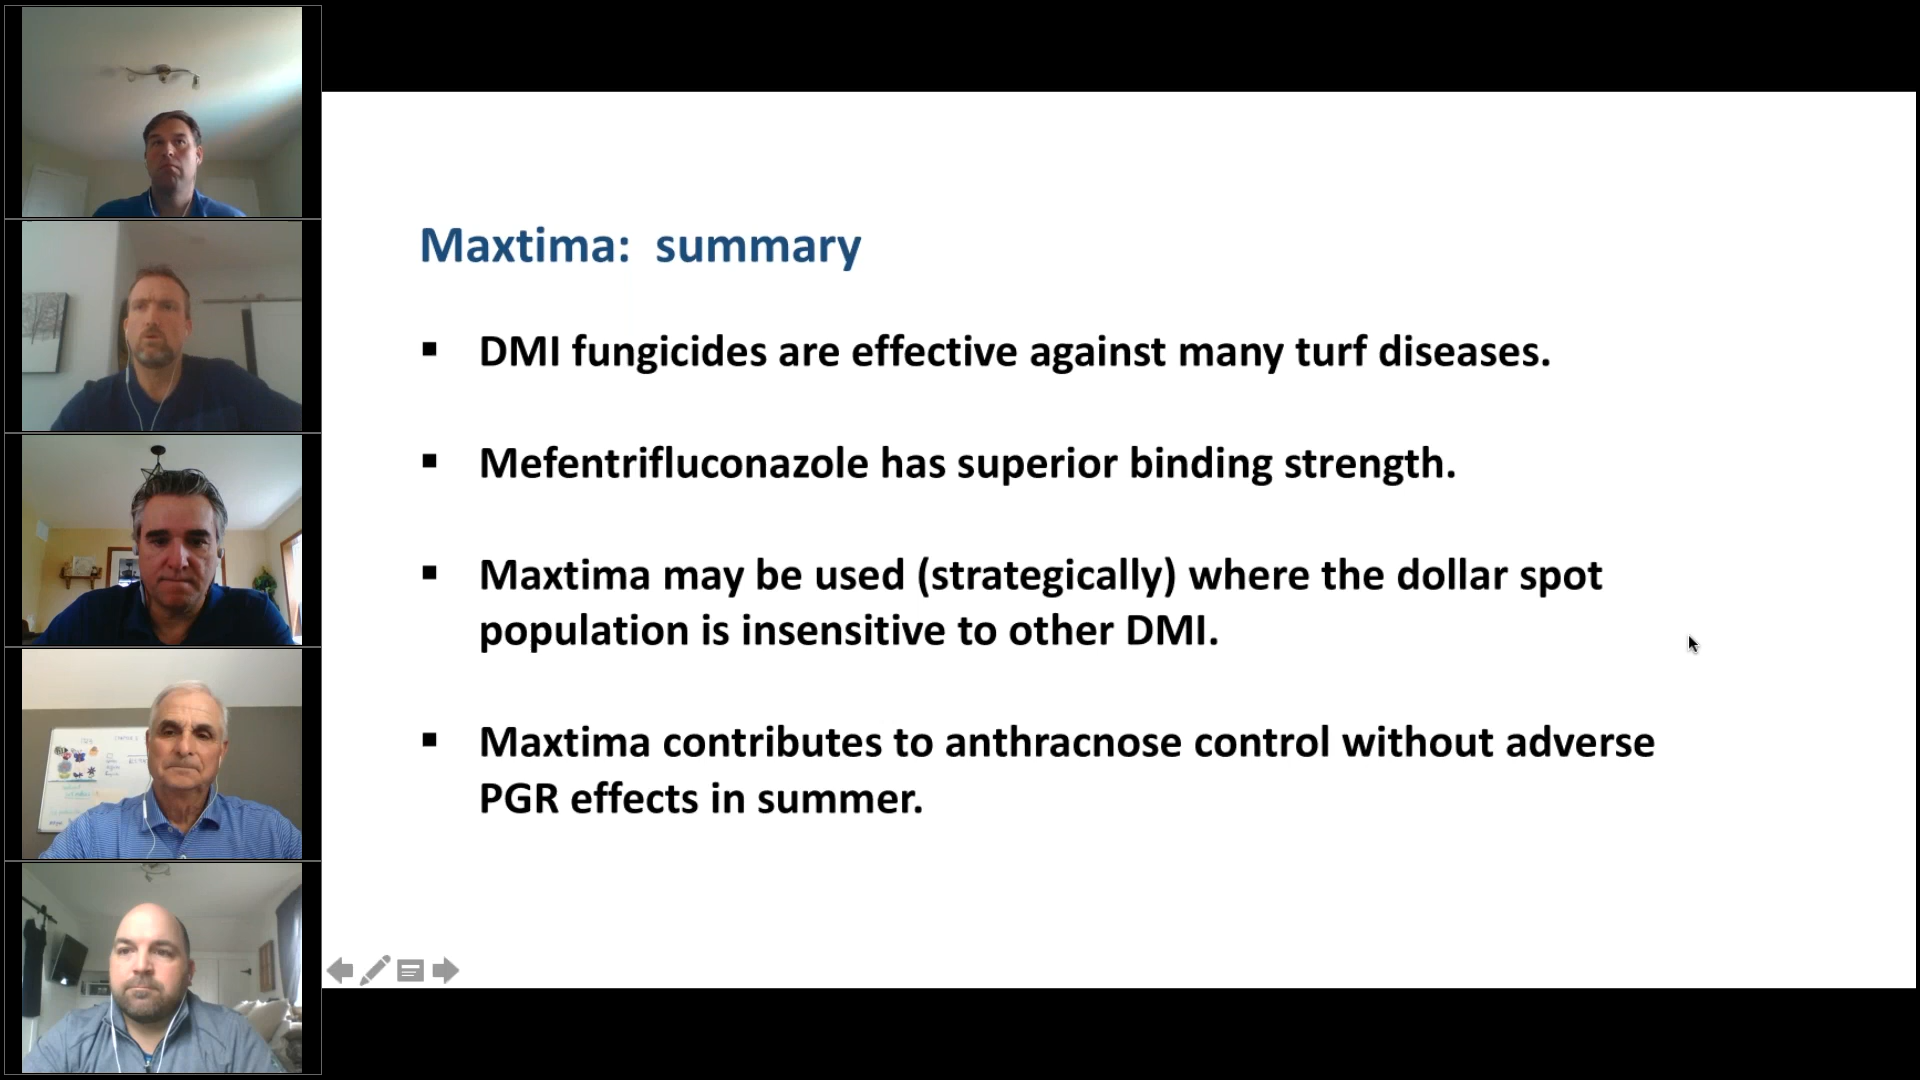 Maxtima:  summary
▪ DMI fungicides are effective against many turf diseases.
▪ Mefentrifluconazole has superior binding strength.
▪ Maxtima may be used (strategically) where the dollar spot
population is insensitive to other DMI.
▪ Maxtima contributes to anthracnose control without adverse
PGR effects in summer.